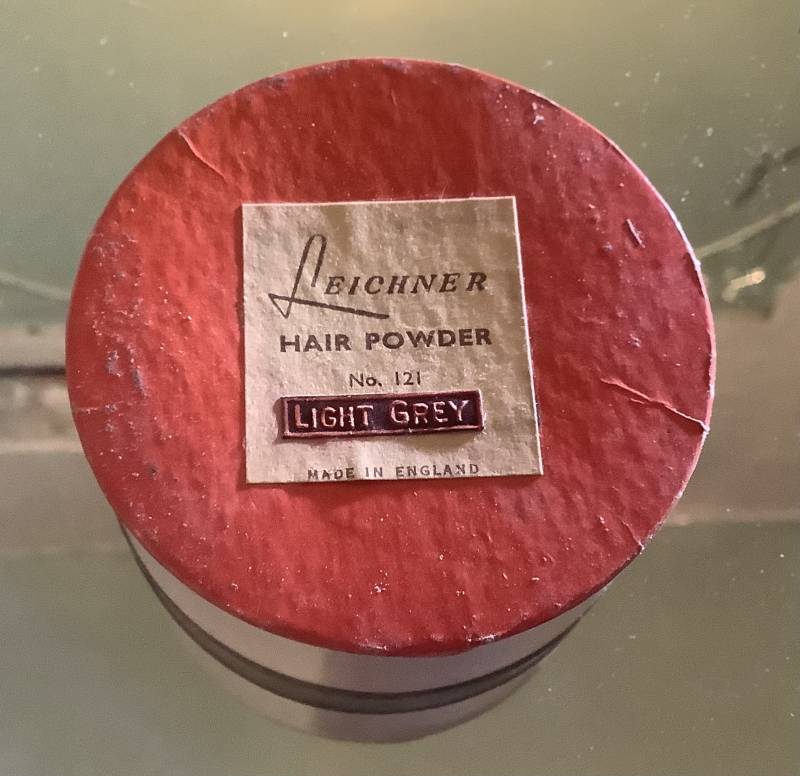 LEICHNER
HAIR POWDER
No. 121
LIGHT GREY
MADE IN ENGLAND